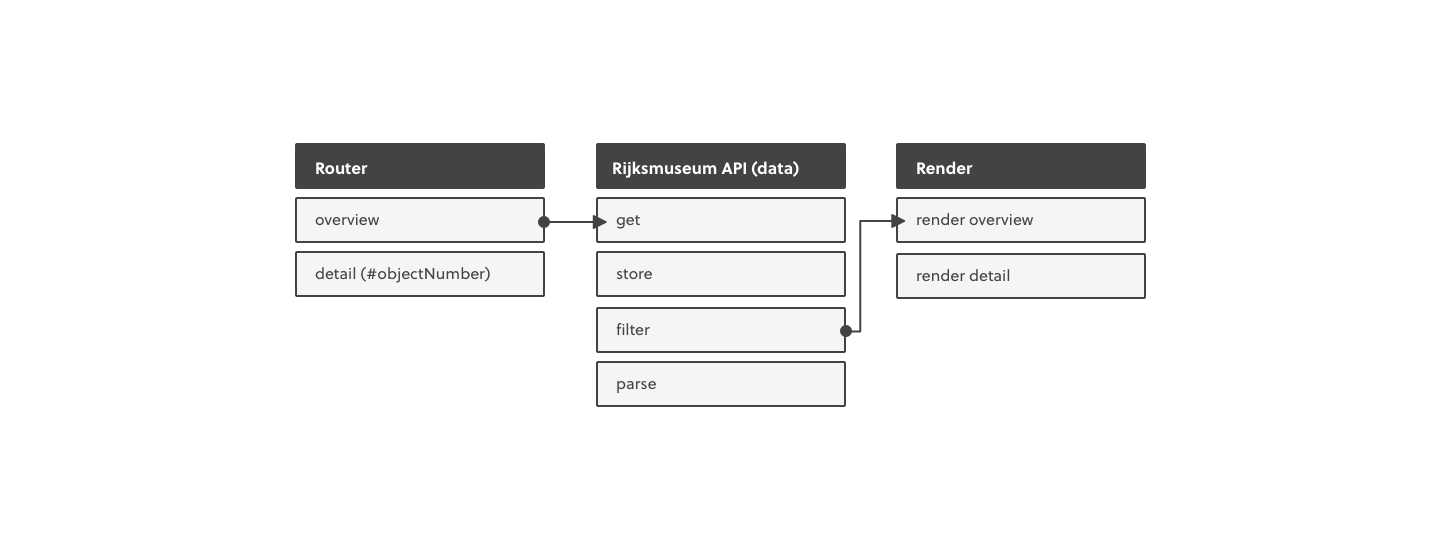 Router
overview
detail (#objectNumber)
Rijksmuseum API (data)
get
store
filter
parse
Render
render overview
render detail